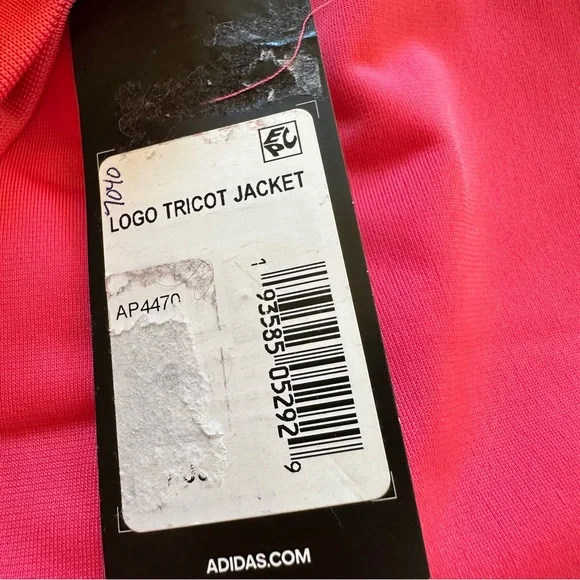 EPC
7040
LOGO TRICOT JACKET
AP4470
1 93585 05292 9
ADIDAS.COM